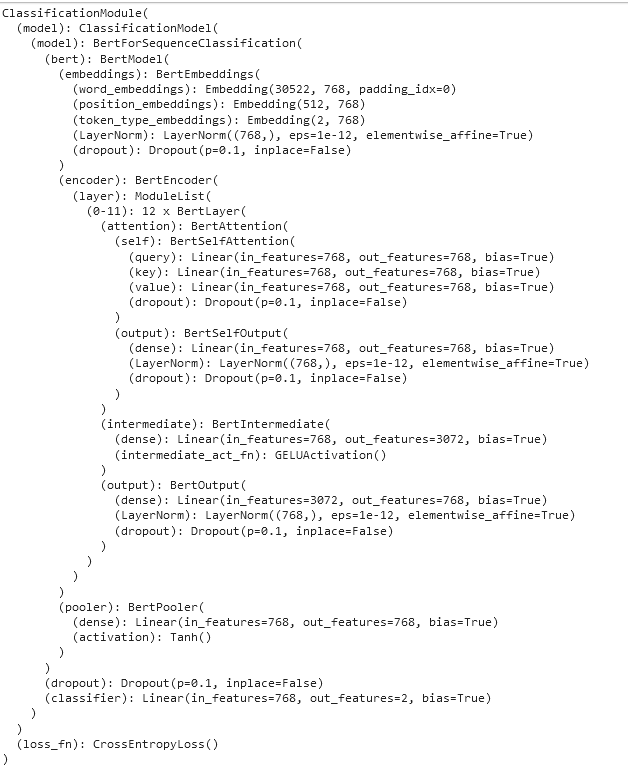 ClassificationModule(
  (model): ClassificationModel(
    (model): BertForSequenceClassification(
      (bert): BertModel(
        (embeddings): BertEmbeddings(
          (word_embeddings): Embedding(30522, 768, padding_idx=0)
          (position_embeddings): Embedding(512, 768)
          (token_type_embeddings): Embedding(2, 768)
          (LayerNorm): LayerNorm((768,), eps=1e-12, elementwise_affine=True)
          (dropout): Dropout(p=0.1, inplace=False)
        )
        (encoder): BertEncoder(
          (layer): ModuleList(
            (0-11): 12 x BertLayer(
              (attention): BertAttention(
                (self): BertSelfAttention(
                  (query): Linear(in_features=768, out_features=768, bias=True)
                  (key): Linear(in_features=768, out_features=768, bias=True)
                  (value): Linear(in_features=768, out_features=768, bias=True)
                  (dropout): Dropout(p=0.1, inplace=False)
                )
                (output): BertSelfOutput(
                  (dense): Linear(in_features=768, out_features=768, bias=True)
                  (LayerNorm): LayerNorm((768,), eps=1e-12, elementwise_affine=True)
                  (dropout): Dropout(p=0.1, inplace=False)
                )
              )
              (intermediate): BertIntermediate(
                (dense): Linear(in_features=768, out_features=3072, bias=True)
                (intermediate_act_fn): GELUActivation()
              )
              (output): BertOutput(
                (dense): Linear(in_features=3072, out_features=768, bias=True)
                (LayerNorm): LayerNorm((768,), eps=1e-12, elementwise_affine=True)
                (dropout): Dropout(p=0.1, inplace=False)
              )
            )
          )
        )
        (pooler): BertPooler(
          (dense): Linear(in_features=768, out_features=768, bias=True)
          (activation): Tanh()
        )
      )
      (dropout): Dropout(p=0.1, inplace=False)
      (classifier): Linear(in_features=768, out_features=2, bias=True)
    )
  )
  (loss_fn): CrossEntropyLoss()
)